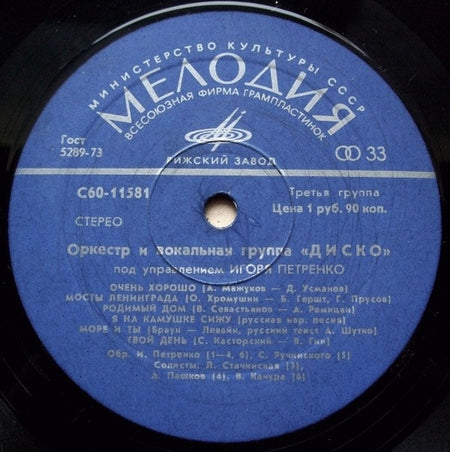 МИНИСТЕРСТВО КУЛЬТУРЫ СССР
МЕЛОДИЯ
ВСЕСОЮЗНАЯ ФИРМА ГРАМПЛАСТИНОК
РИЖСКИЙ ЗАВОД
Гост
5289-73
33
С60-11581
Третья группа
Цена 1 руб. 90 коп.
СТЕРЕО
Оркестр и вокальная группа «ДИСКО»
под управлением ИГОРЯ ПЕТРЕНКО
ОЧЕНЬ ХОРОШО (А. Мажуков — Д. Усманов)
МОСТЫ ЛЕНИНГРАДА (О. Хромушин — Б. Гершт, Г. Прусов)
РОДИМЫЙ ДОМ (В. Севастьянов — А. Ромицын)
Я НА КАМУШКЕ СИЖУ (русская нар. песня)
МОРЕ И ТЫ (Браун — Левайн, русский текст А. Шутко)
ТВОЙ ДЕНЬ (С. Касторский — В. Гин)
Обр. И. Петренко (1—4, 6), С. Ручинского (5)
Солисты: Л. Стачинская (3),
Л. Пашков (4), В. Качура (6)